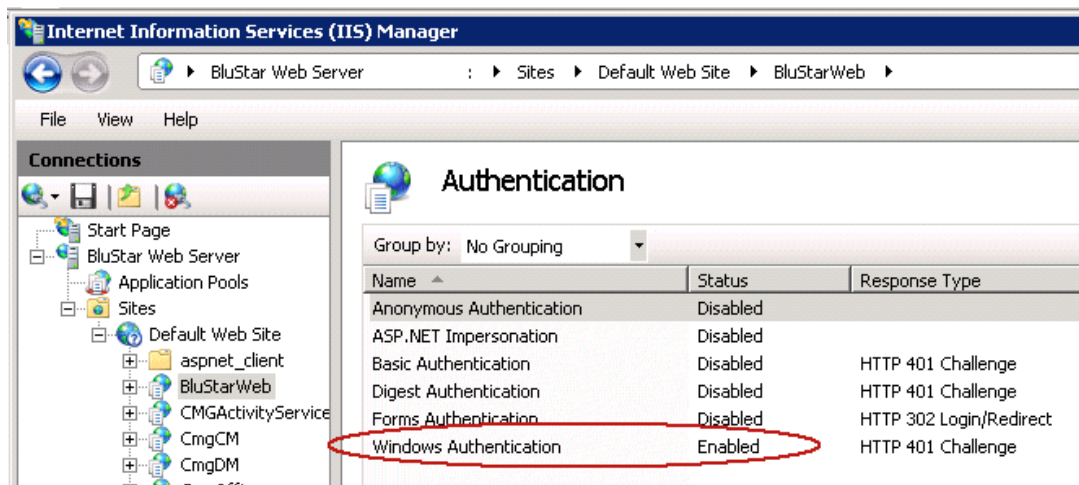 Internet Information Services (IIS) Manager
BluStar Web Server : Sites Default Web Site BluStarWeb
File View Help
Connections
Start Page
BluStar Web Server
Application Pools
Sites
Default Web Site
aspnet_client
BluStarWeb
CMGActivityService
CmgCM
CmgDM
Authentication
Group by: No Grouping
Name Status Response Type
Anonymous Authentication Disabled
ASP.NET Impersonation Disabled
Basic Authentication Disabled HTTP 401 Challenge
Digest Authentication Disabled HTTP 401 Challenge
Forms Authentication Disabled HTTP 302 Login/Redirect
Windows Authentication Enabled HTTP 401 Challenge